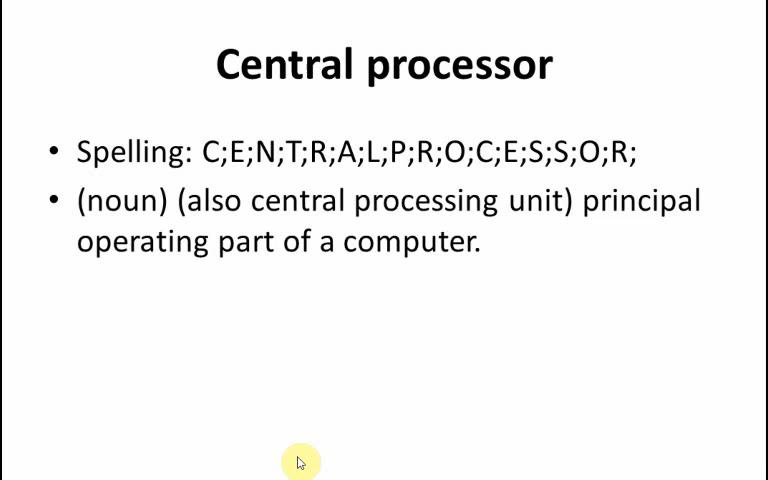 Central processor
• Spelling: C;E;N;T;R;A;L;P;R;O;C;E;S;S;O;R;
• (noun) (also central processing unit) principal
operating part of a computer.